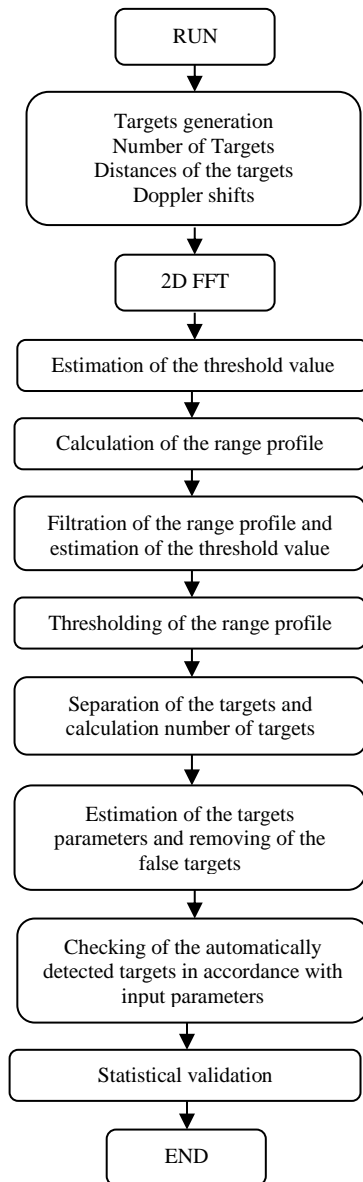 RUN
Targets generation
Number of Targets
Distances of the targets
Doppler shifts
2D FFT
Estimation of the threshold value
Calculation of the range profile
Filtration of the range profile and
estimation of the threshold value
Thresholding of the range profile
Separation of the targets and
calculation number of targets
Estimation of the targets
parameters and removing of the
false targets
Checking of the automatically
detected targets in accordance with
input parameters
Statistical validation
END